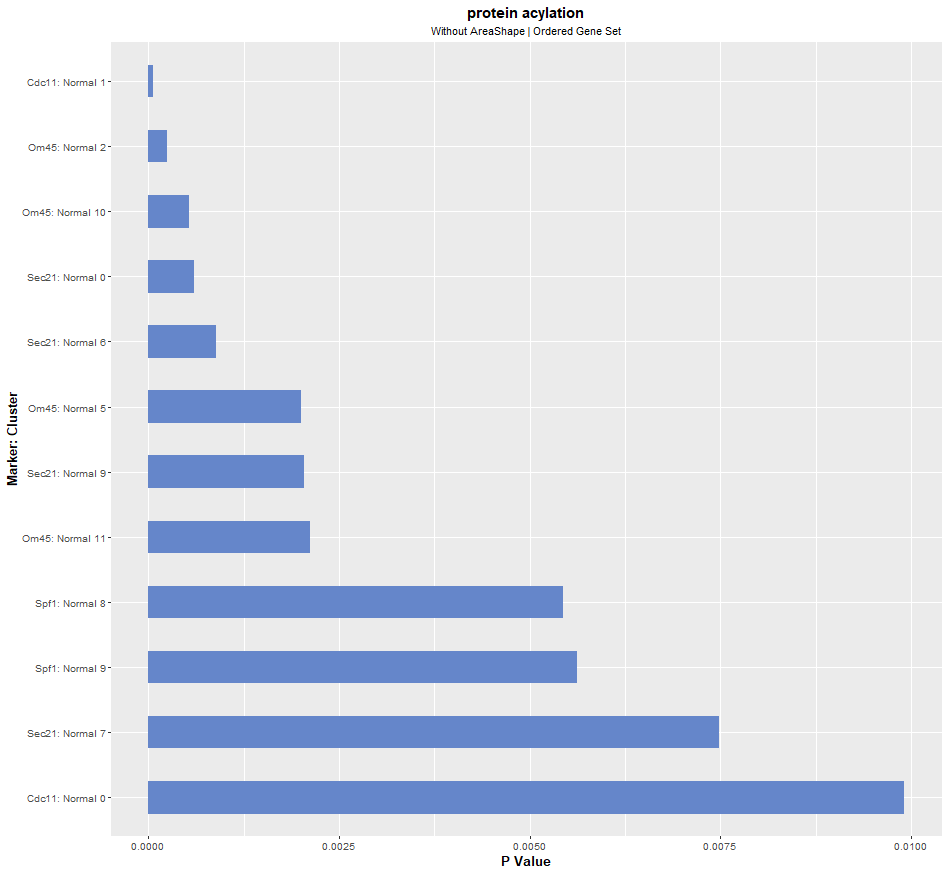 protein acylation
Without AreaShape | Ordered Gene Set
Marker: Cluster
Cdc11: Normal 1
Om45: Normal 2
Om45: Normal 10
Sec21: Normal 0
Sec21: Normal 6
Om45: Normal 5
Sec21: Normal 9
Om45: Normal 11
Spf1: Normal 8
Spf1: Normal 9
Sec21: Normal 7
Cdc11: Normal 0
0.0000 0.0025 0.0050 0.0075 0.0100
P Value